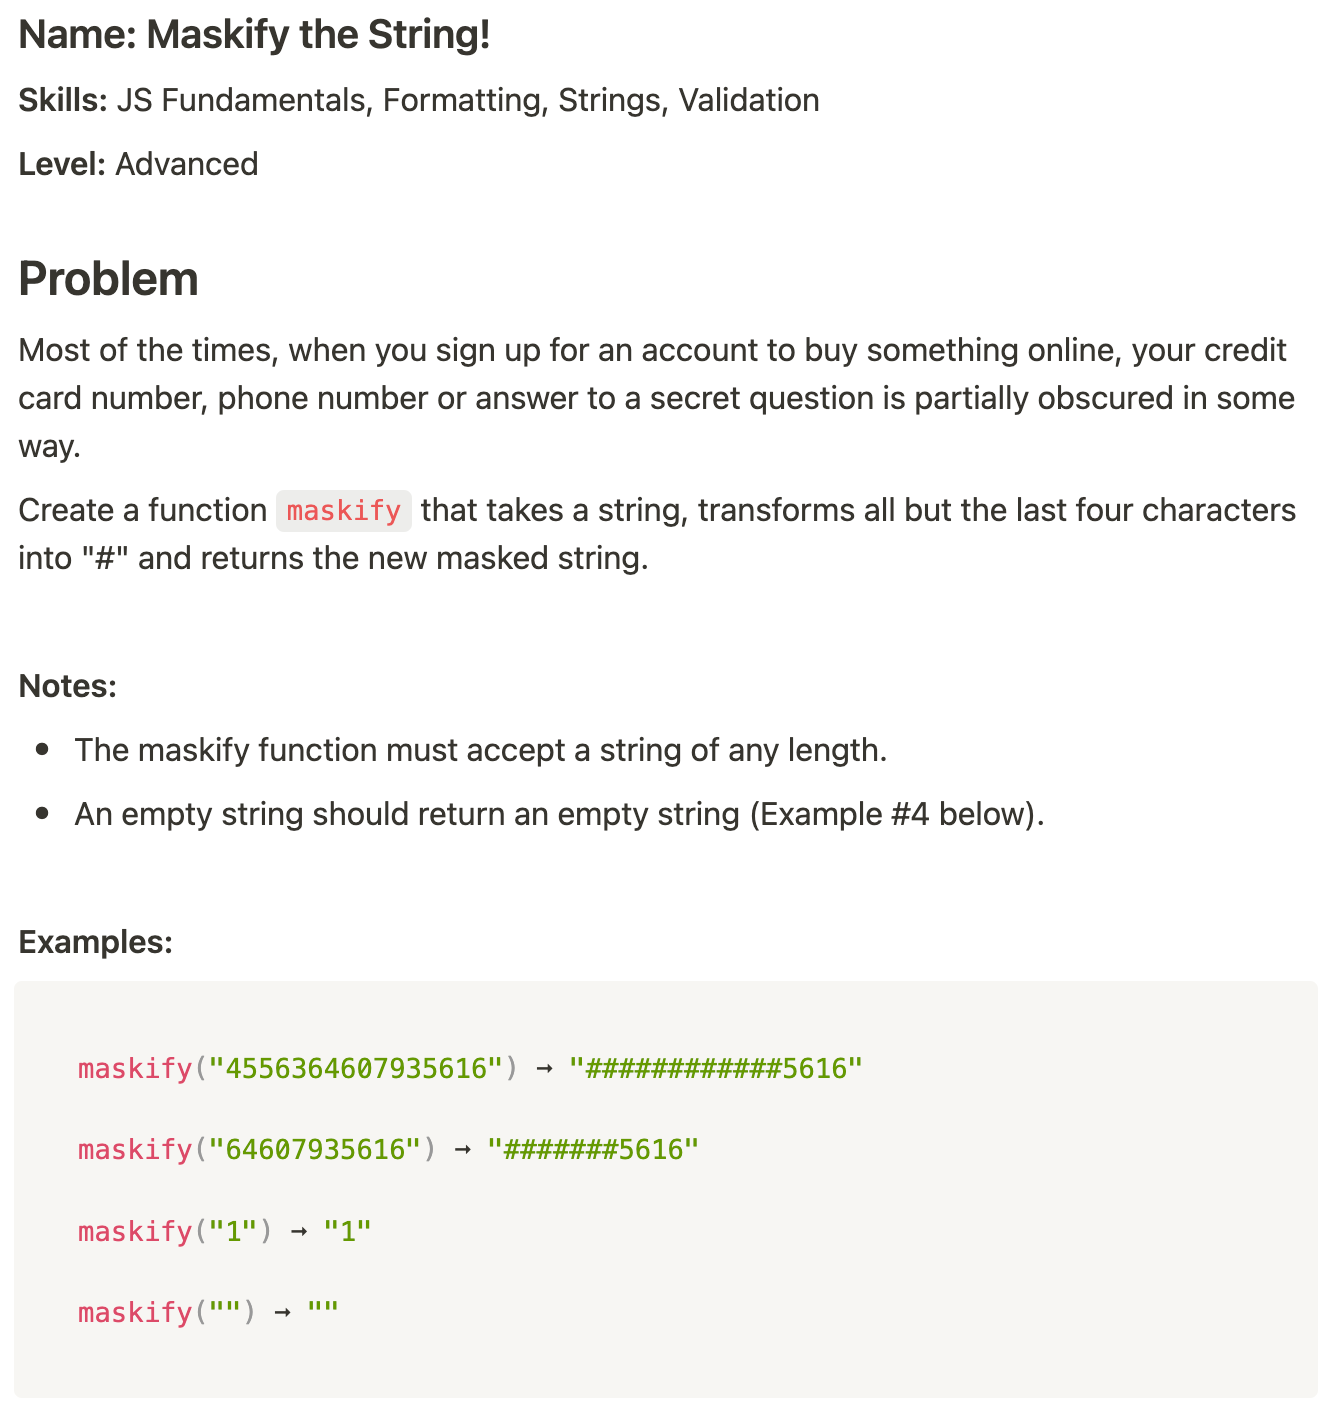 Name: Maskify the String!
Skills: JS Fundamentals, Formatting, Strings, Validation
Level: Advanced
Problem
Most of the times, when you sign up for an account to buy something online, your credit
card number, phone number or answer to a secret question is partially obscured in some
way.
Create a function maskify that takes a string, transforms all but the last four characters
into "#" and returns the new masked string.
Notes:
• The maskify function must accept a string of any length.
• An empty string should return an empty string (Example #4 below).
Examples:
maskify("4556364607935616") → "############5616"
maskify("64607935616") → "#######5616"
maskify("1") → "1"
maskify("") → ""